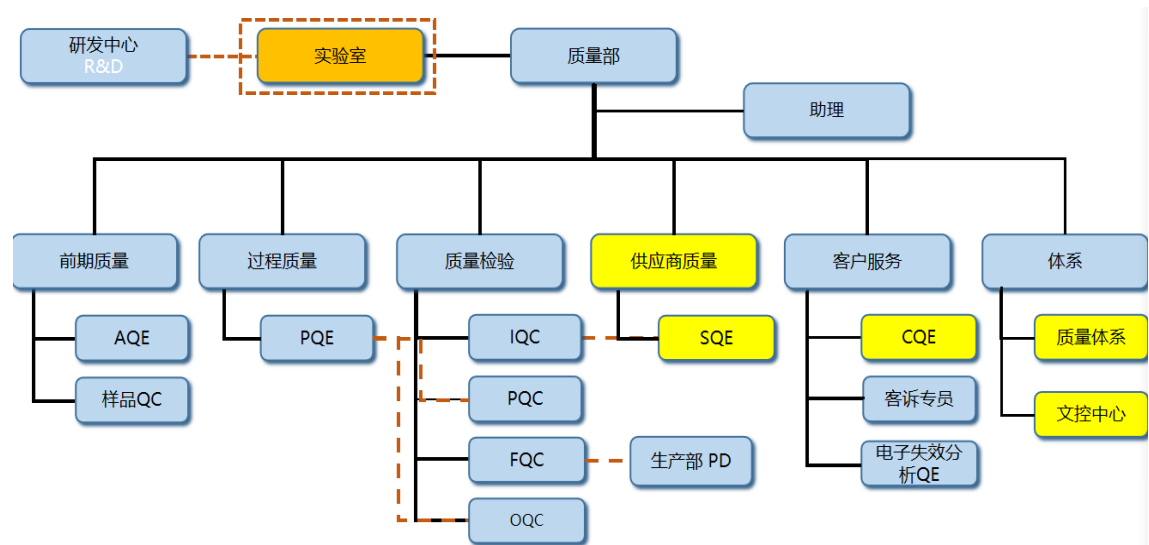 研发中心
R&D
实验室
质量部
助理
前期质量
过程质量
质量检验
供应商质量
客户服务
体系
AQE
PQE
IQC
SQE
CQE
质量体系
样品QC
PQC
客诉专员
文控中心
FQC
生产部 PD
电子失效分
析QE
OQC